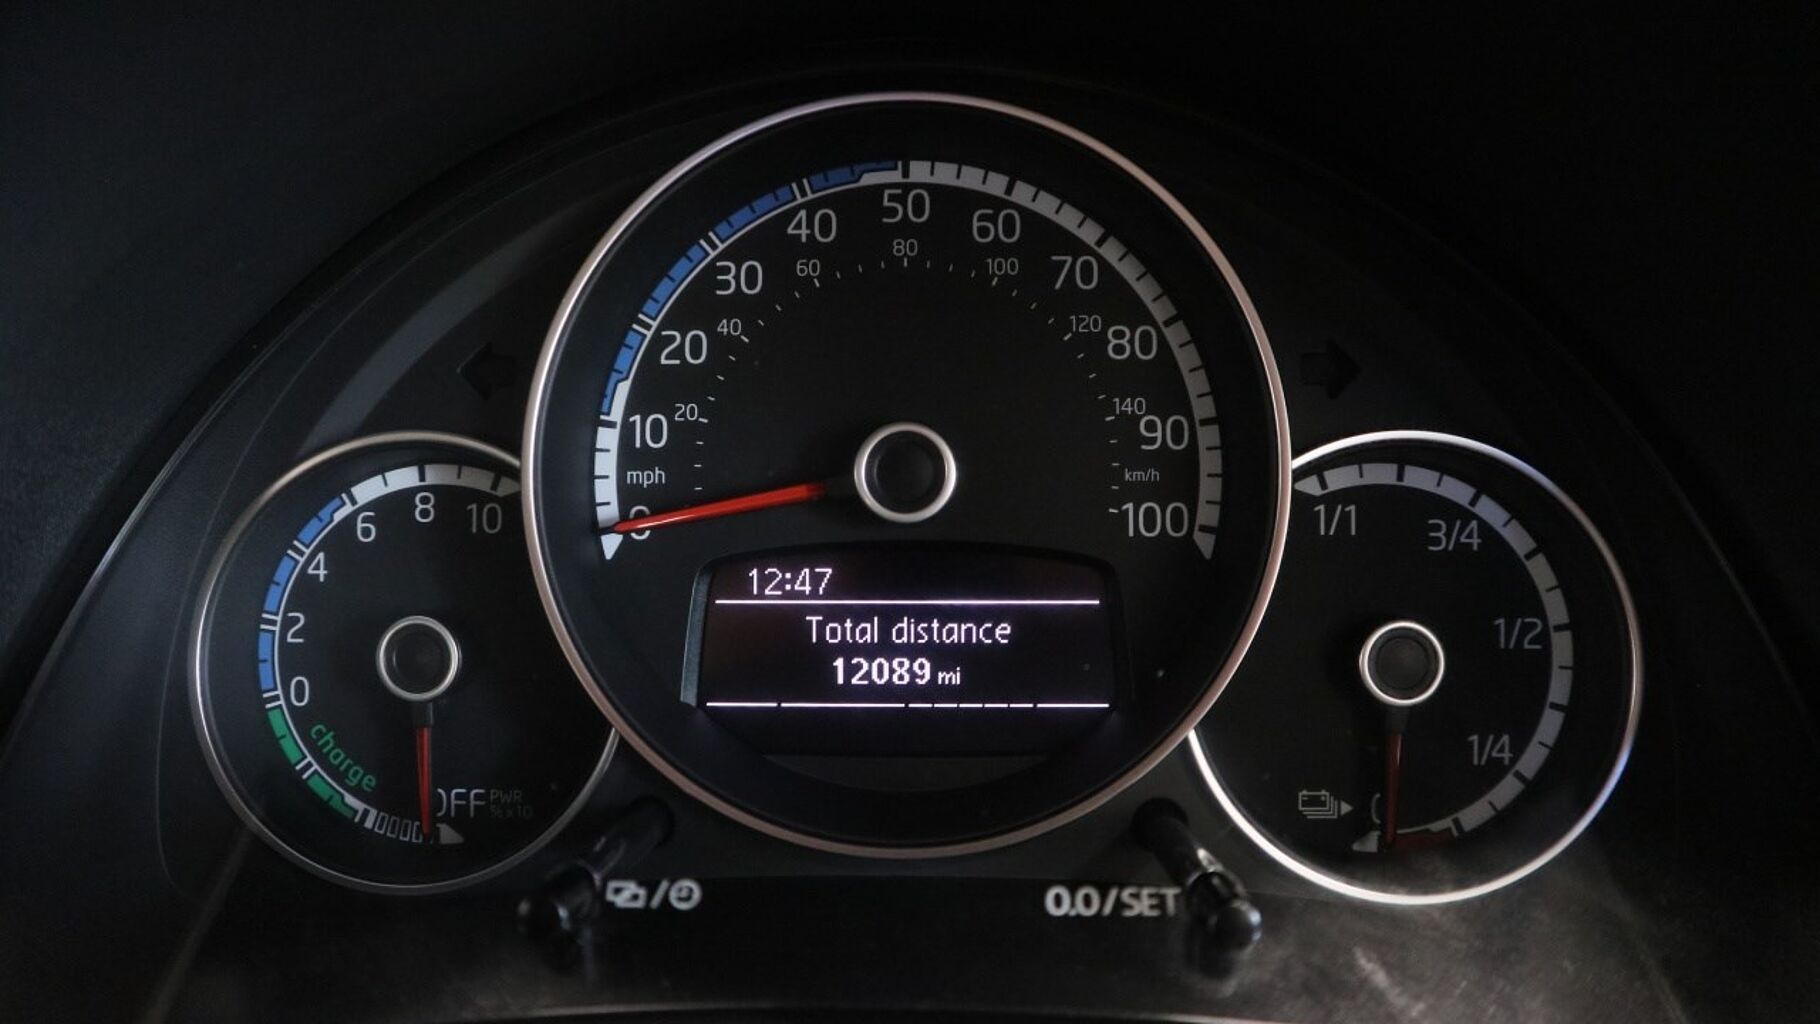 50
40 60
80
30 60 100 70
20 40 120 80
10 20 140 90
mph km/h
0 100
8
6 10
4
2
0
charge
OFF PWR
% x 10
12:47
Total distance
12089 mi
1/1
3/4
1/2
1/4
0.0/SET